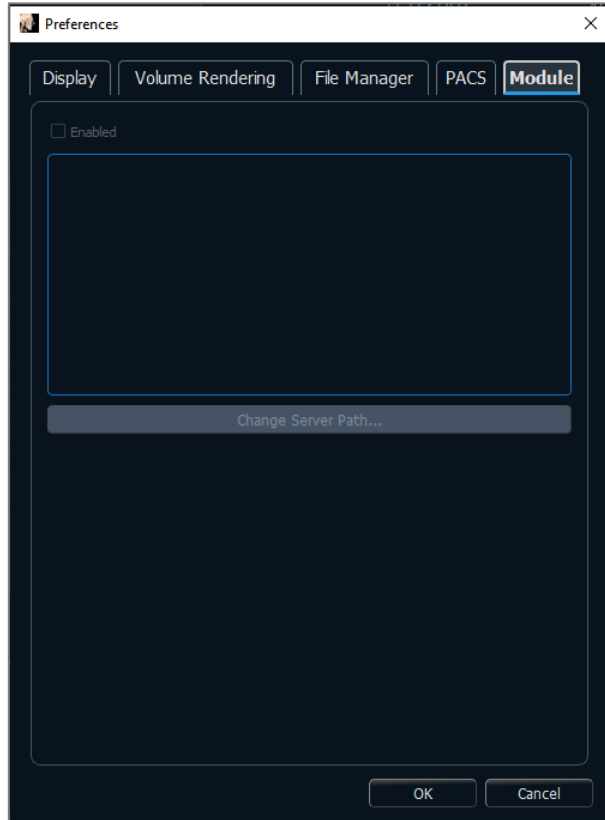 Preferences
Display Volume Rendering File Manager PACS Module
Enabled
Change Server Path...
OK Cancel